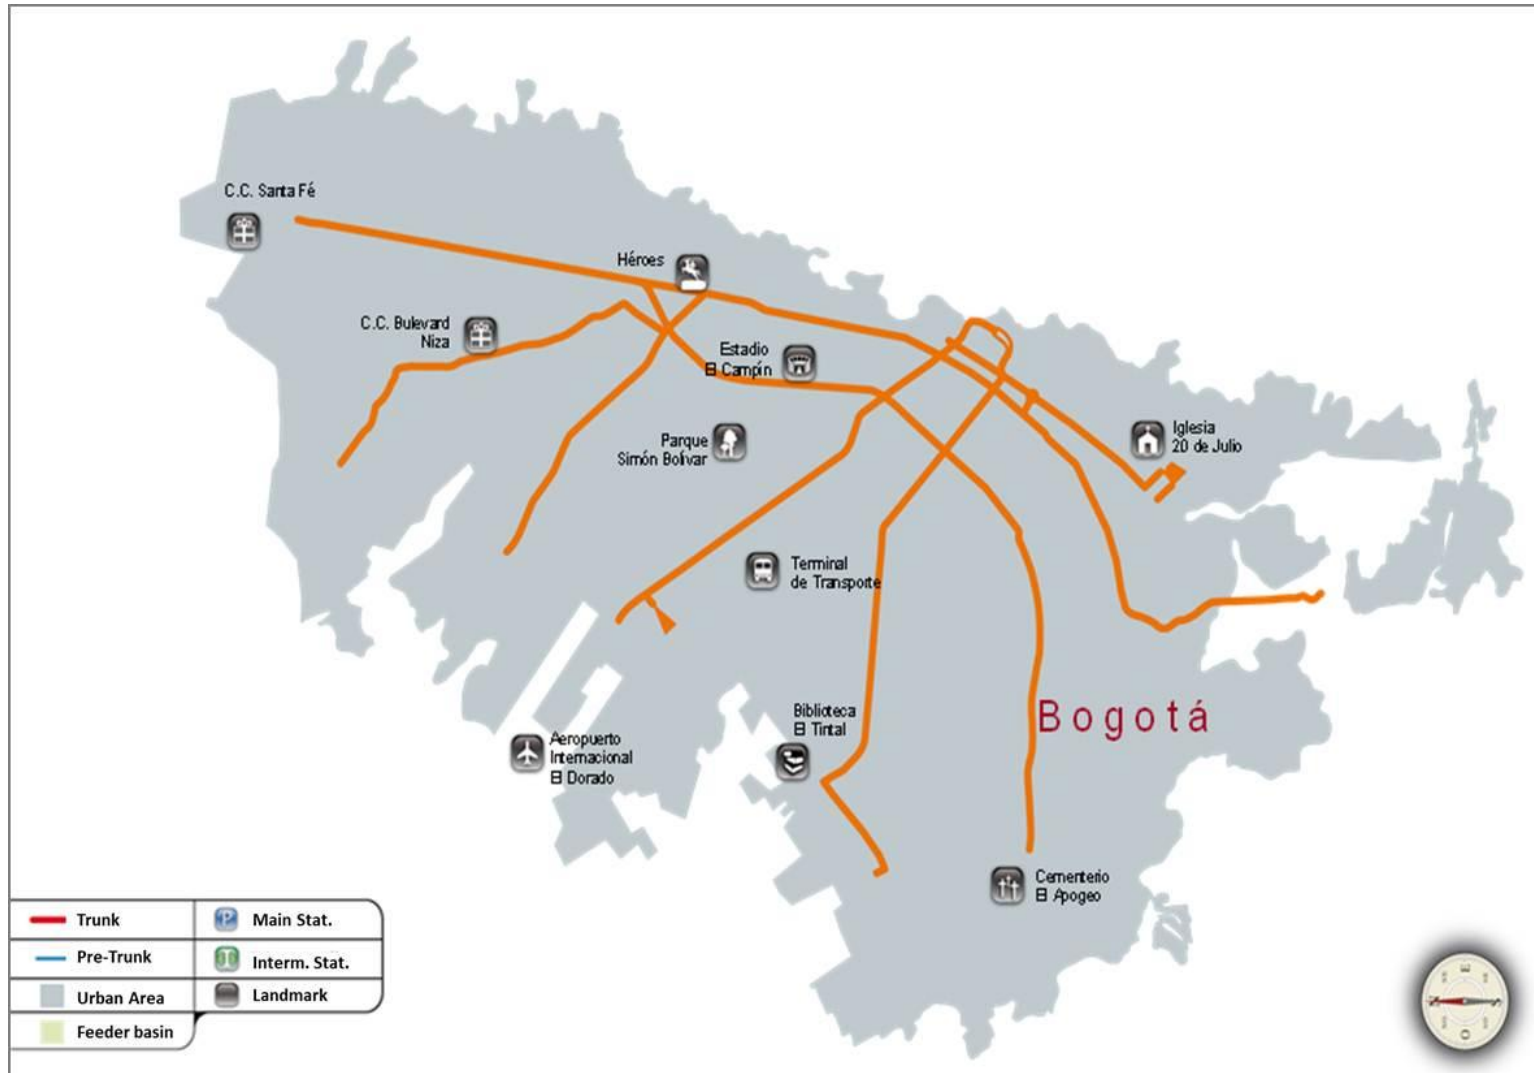 C.C. Santa Fé
Héroes
C.C. Bulevard
Niza
Estadio
El Campín
Parque
Simón Bolívar
Iglesia
20 de Julio
Terminal
de Transporte
Biblioteca
El Tintal
Bogotá
Aeropuerto
Internacional
El Dorado
Cementerio
El Apogeo
Trunk
Main Stat.
Pre-Trunk
Interm. Stat.
Urban Area
Landmark
Feeder basin